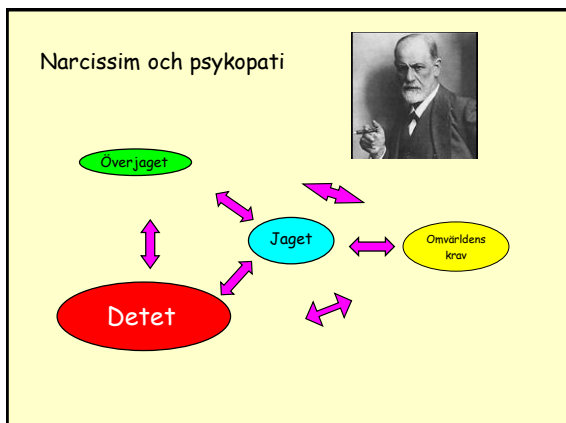 Narcissim och psykopati
Överjaget
Jaget
Omvärldens
krav
Detet